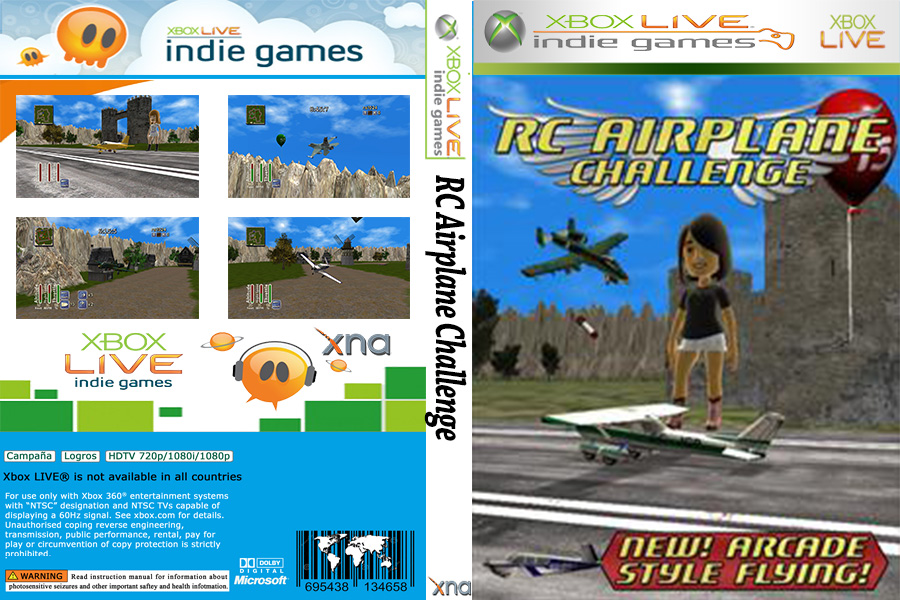 XBOX LIVE
indie games
XBOX LIVE
indie games
Campaña
Logros
HDTV 720p/1080i/1080p
Xbox LIVE® is not available in all countries
For use only with Xbox 360® entertainment systems
with “NTSC” designation and NTSC TVs capable of
displaying a 60Hz signal. See xbox.com for details.
Unauthorised coping reverse engineering,
transmission, public performance, rental, pay for
play or circumvention of copy protection is strictly
prohibited.
WARNING Read instruction manual for information about
photosensitive seizures and other important saftey and health information.
xna
DOLBY
DIGITAL
Microsoft
695438 134658
XBOX LIVE
indie games
RC Airplane Challenge
xna
XBOX LIVE
indie games
XBOX
LIVE
RC AIRPLANE
CHALLENGE
15
NEW! ARCADE
STYLE FLYING!